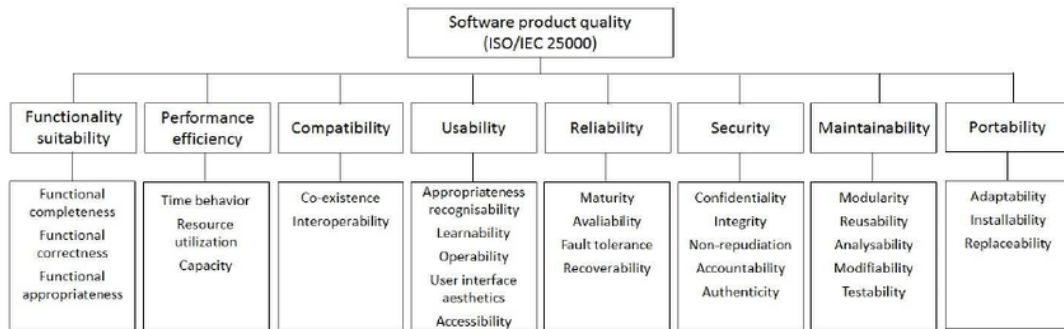 Software product quality
(ISO/IEC 25000)
Functionality
suitability
Performance
efficiency
Compatibility
Usability
Reliability
Security
Maintainability
Portability
Functional
completeness
Functional
correctness
Functional
appropriateness
Time behavior
Resource
utilization
Capacity
Co-existence
Interoperability
Appropriateness
recognisability
Learnability
Operability
User interface
aesthetics
Accessibility
Maturity
Avaliability
Fault tolerance
Recoverability
Confidentiality
Integrity
Non-repudiation
Accountability
Authenticity
Modularity
Reusability
Analysability
Modifiability
Testability
Adaptability
Installability
Replaceability